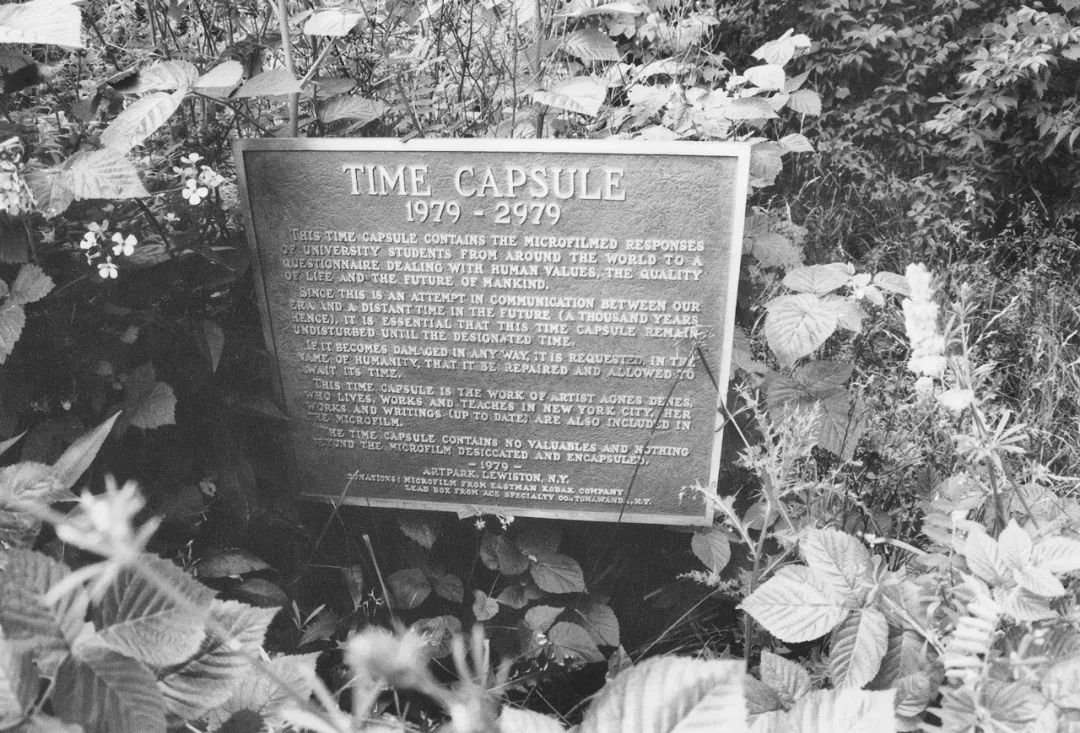 TIME CAPSULE
1979 - 2979
THIS TIME CAPSULE CONTAINS THE MICROFILMED RESPONSES
OF UNIVERSITY STUDENTS FROM AROUND THE WORLD TO A
QUESTIONNAIRE DEALING WITH HUMAN VALUES, THE QUALITY
OF LIFE AND THE FUTURE OF MANKIND.
SINCE THIS IS AN ATTEMPT IN COMMUNICATION BETWEEN OUR
ERA AND A DISTANT TIME IN THE FUTURE (A THOUSAND YEARS
HENCE), IT IS ESSENTIAL THAT THIS TIME CAPSULE REMAIN
UNDISTURBED UNTIL THE DESIGNATED TIME.
IF IT BECOMES DAMAGED IN ANY WAY, IT IS REQUESTED, IN THE
NAME OF HUMANITY, THAT IT BE REPAIRED AND ALLOWED TO
AWAIT ITS TIME.
THIS TIME CAPSULE IS THE WORK OF ARTIST AGNES DENES,
WHO LIVES, WORKS AND TEACHES IN NEW YORK CITY. HER
WORKS AND WRITINGS (UP TO DATE) ARE ALSO INCLUDED IN
THE MICROFILM.
THE TIME CAPSULE CONTAINS NO VALUABLES AND NOTHING
BEYOND THE MICROFILM DESICCATED AND ENCAPSULED.
- 1979 -
ARTPARK, LEWISTON, N.Y.
DONATIONS: MICROFILM FROM EASTMAN KODAK COMPANY
LEAD BOX FROM ACE SPECIALTY CO. TONAWANDA, N.Y.